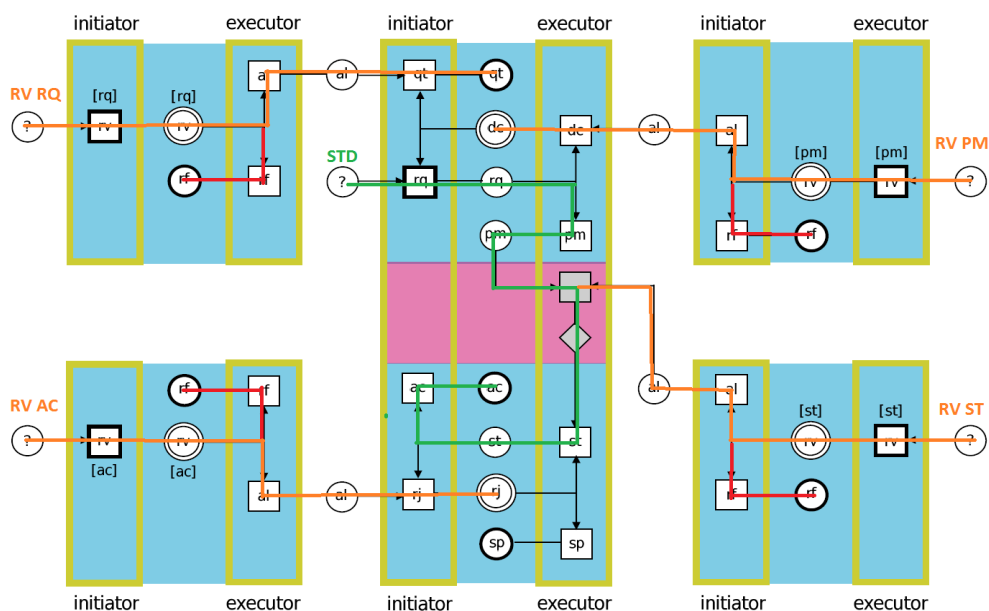 initiator
executor
initiator
executor
initiator
executor
RV RQ
[rq]
[rq]
?
rv
rv
rf
rf
al
qt
qt
dc
dc
al
STD
?
rq
rq
pm
pm
al
[pm]
[pm]
RV PM
rv
rv
?
rf
rf
RV AC
?
rv
[ac]
rv
[ac]
rf
al
al
ac
ac
st
st
rj
rj
sp
sp
al
al
[st]
[st]
RV ST
rv
rv
?
rf
rf
initiator
executor
initiator
executor
initiator
executor